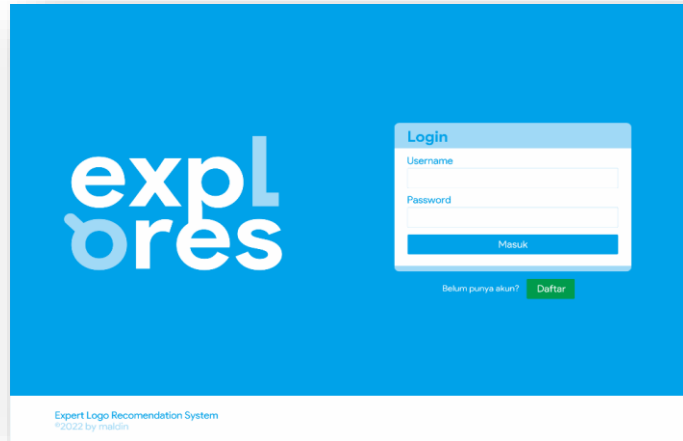 expl
ores
Login
Username
Password
Masuk
Belum punya akun? Daftar
Expert Logo Recomendation System
©2022 by maldin